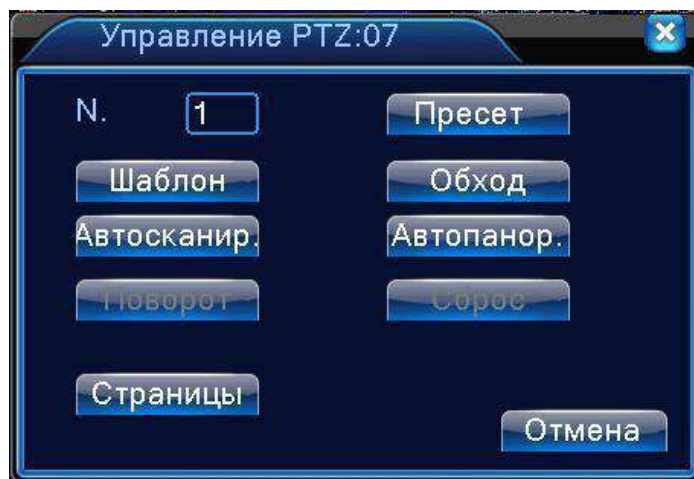 Управление PTZ:07
N. 1 Пресет
Шаблон Обход
Автосканир. Автопанор.
Поворот Сброс
Страницы
Отмена